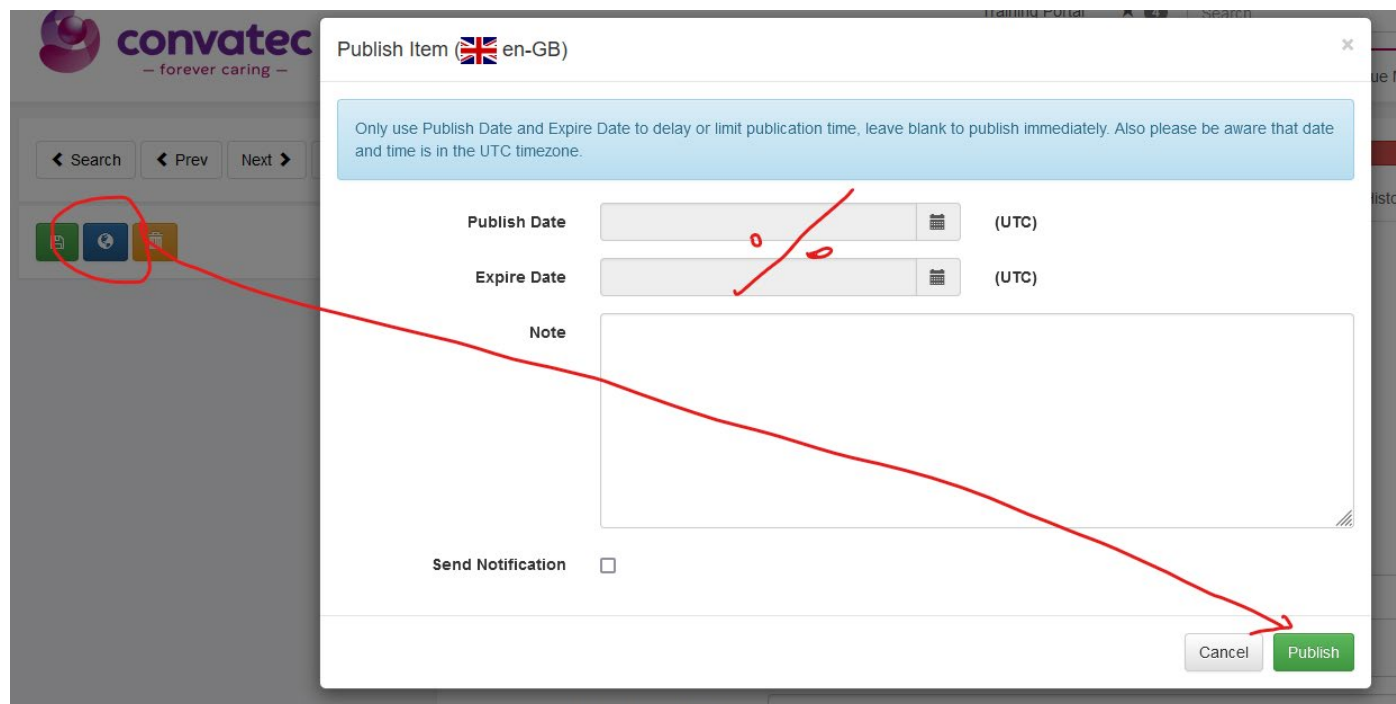 Training Portal 4 Search
convatec
– forever caring –
Publish Item (en-GB) ×
Only use Publish Date and Expire Date to delay or limit publication time, leave blank to publish immediately. Also please be aware that date
and time is in the UTC timezone.
Search Prev Next
Publish Date (UTC)
Expire Date (UTC)
Note
Send Notification
Cancel Publish